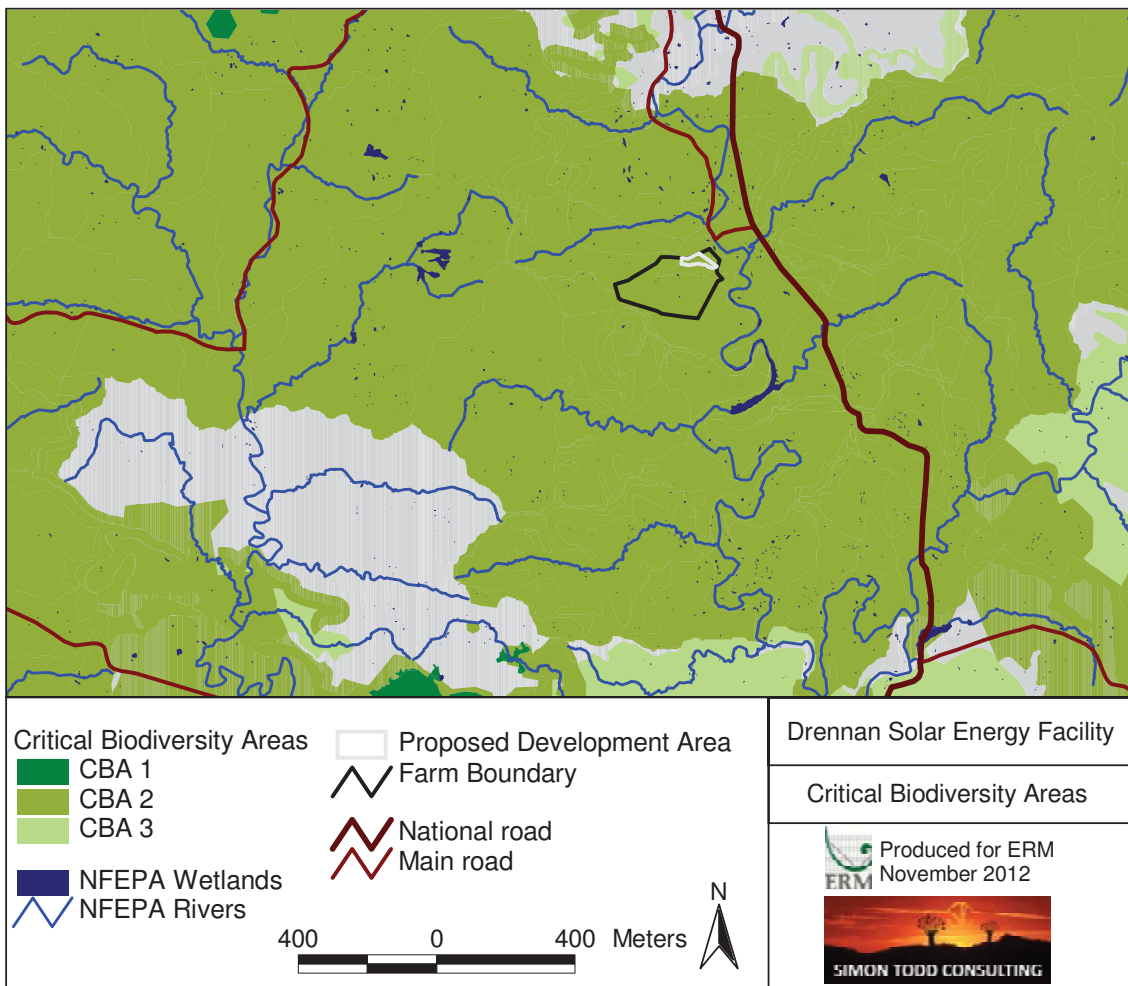 Critical Biodiversity Areas
CBA 1
CBA 2
CBA 3
NFEPA Wetlands
NFEPA Rivers
Proposed Development Area
Farm Boundary
National road
Main road
400 0 400 Meters
N
Drennan Solar Energy Facility
Critical Biodiversity Areas
ERM
Produced for ERM
November 2012
SIMON TODD CONSULTING